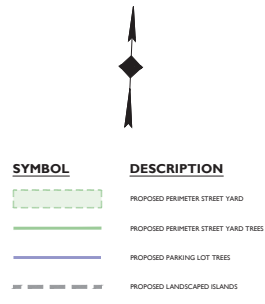 SYMBOL DESCRIPTION
PROPOSED PERIMETER STREET YARD
PROPOSED PERIMETER STREET YARD TREES
PROPOSED PARKING LOT TREES
PROPOSED LANDSCAPED ISLANDS